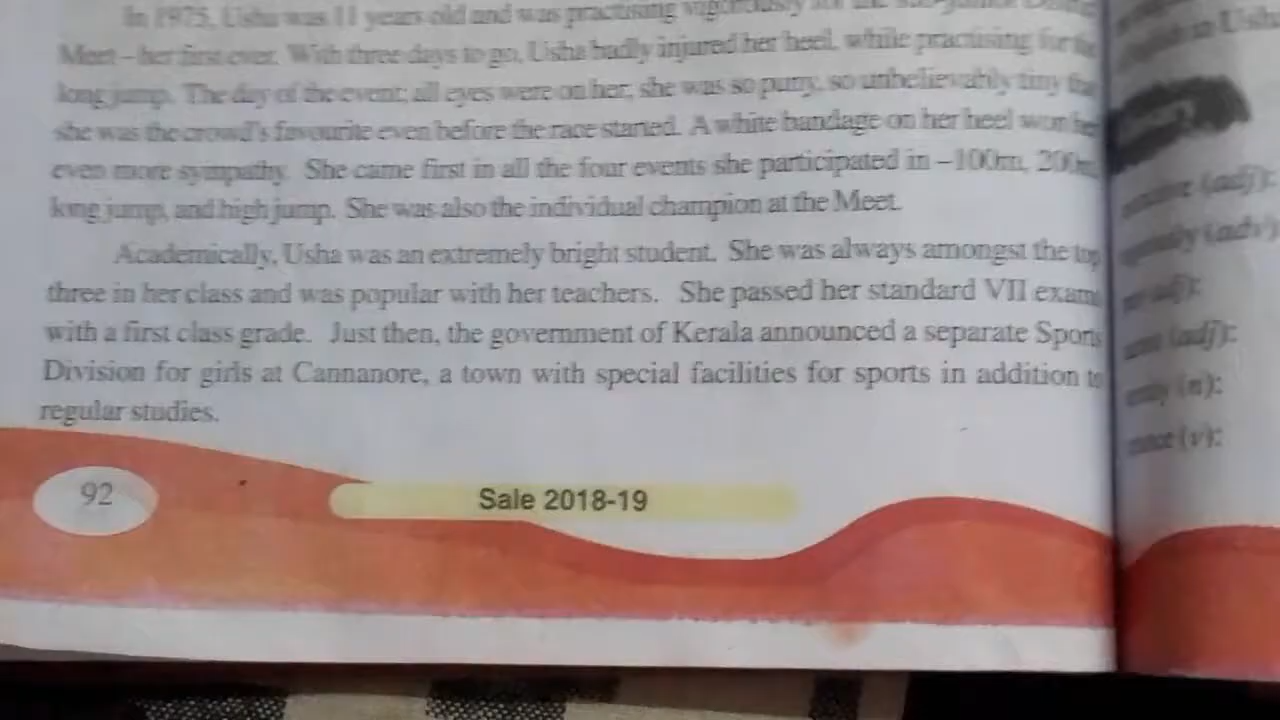 In 1975, Usha was 11 years old and was practising vigorously for the sub-junior
Meet – her first ever. With three days to go, Usha badly injured her heel, while practising for the
long jump. The day of the event; all eyes were on her; she was so puny, so unbelievably tiny
she was the crowd's favourite even before the race started. A white bandage on her heel won
even more sympathy. She came first in all the four events she participated in – 100m, 200m
long jump, and high jump. She was also the individual champion at the Meet.
Academically, Usha was an extremely bright student. She was always amongst the top
three in her class and was popular with her teachers. She passed her standard VII exam
with a first class grade. Just then, the government of Kerala announced a separate Sports
Division for girls at Cannanore, a town with special facilities for sports in addition to
regular studies.
92
Sale 2018-19
Usha
(adj):
(adv)
(adj):
(n):
(v):